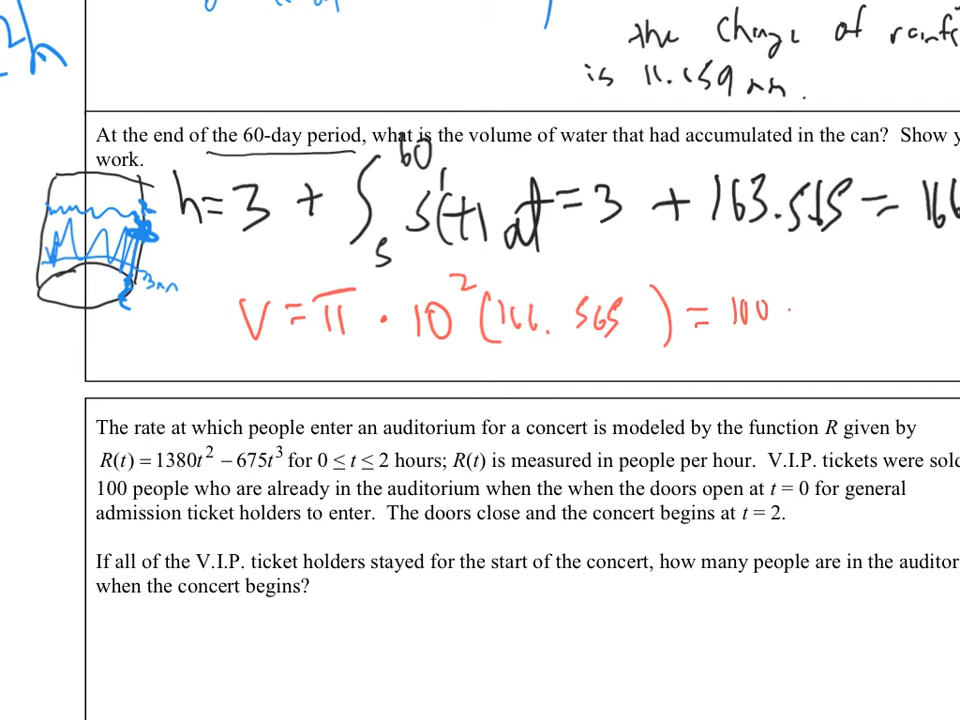 the change of
is 11.159 mm.
At the end of the 60-day period, what is the volume of water that had accumulated in the can? Show
work.
h = 3 + ∫₅⁶⁰ S'(t) dt = 3 + 163.515 = 16
3mm
V = π · 10² (166.565) = 100 ·
The rate at which people enter an auditorium for a concert is modeled by the function R given by
R(t) = 1380t² − 675t³ for 0 ≤ t ≤ 2 hours; R(t) is measured in people per hour. V.I.P. tickets were sold
100 people who are already in the auditorium when the when the doors open at t = 0 for general
admission ticket holders to enter. The doors close and the concert begins at t = 2.
If all of the V.I.P. ticket holders stayed for the start of the concert, how many people are in the auditor
when the concert begins?